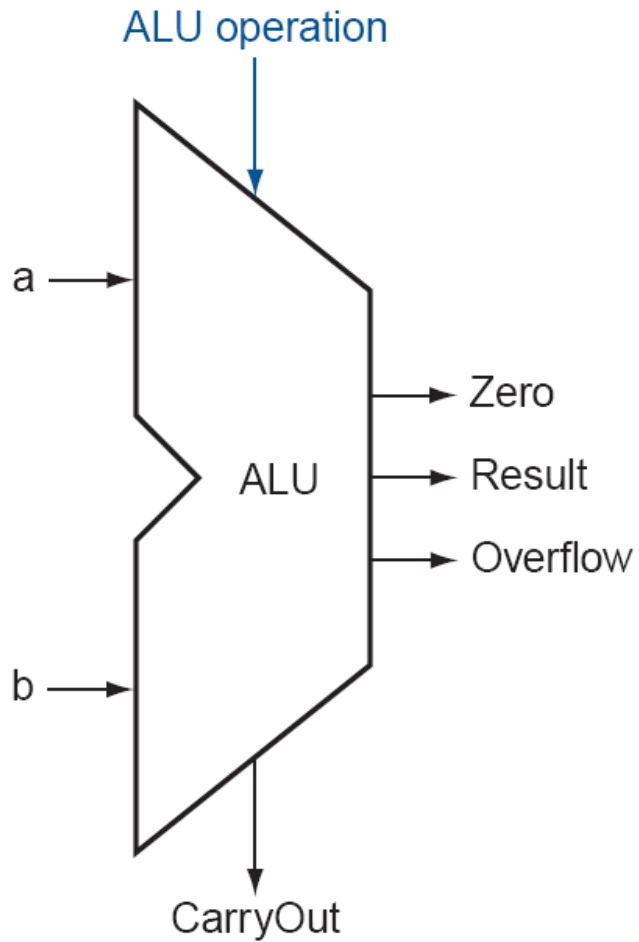 ALU operation
a
Zero
ALU
Result
Overflow
b
CarryOut